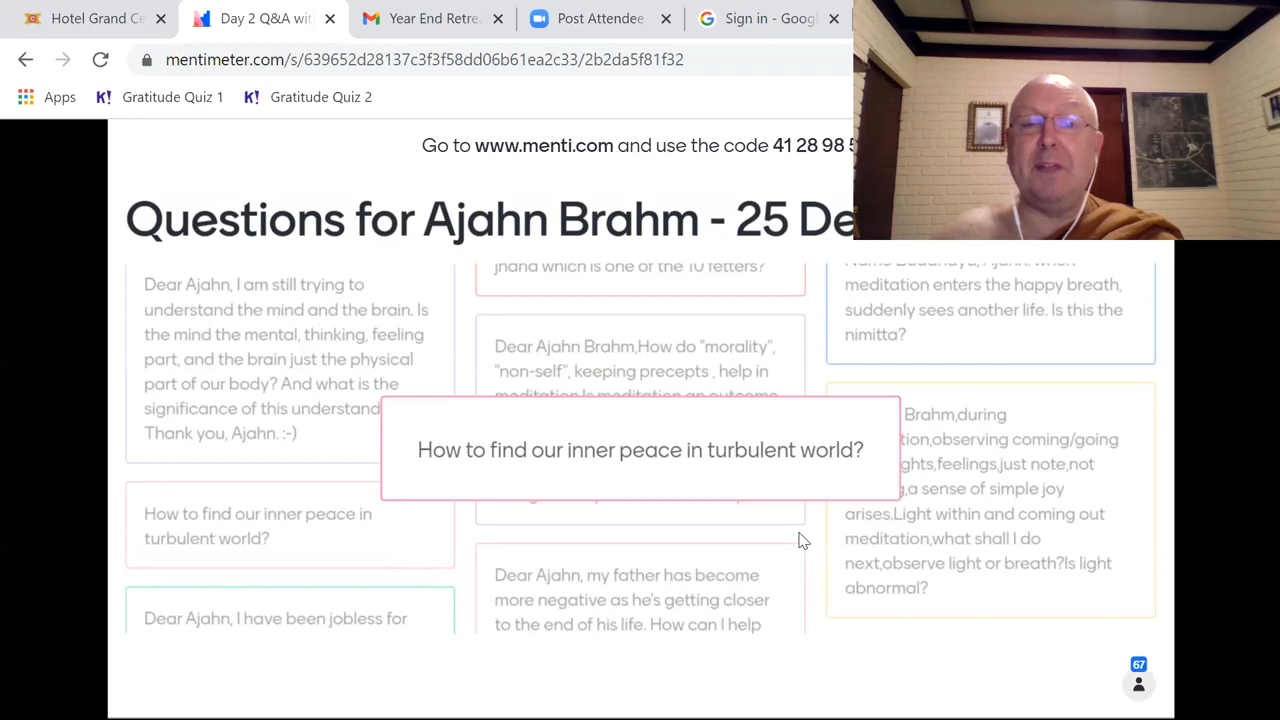 Hotel Grand Ce
Day 2 Q&A wit
Year End Retre
Post Attendee
Sign in - Googl
mentimeter.com/s/639652d28137c3f3f58dd06b61ea2c33/2b2da5f81f32
Apps
K! Gratitude Quiz 1
K! Gratitude Quiz 2
Go to www.menti.com and use the code 41 28 98 5
Questions for Ajahn Brahm - 25 De
Dear Ajahn, I am still trying to
understand the mind and the brain. Is
the mind the mental, thinking, feeling
part, and the brain just the physical
part of our body? And what is the
significance of this understand
Thank you, Ajahn. :-)
How to find our inner peace in
turbulent world?
Dear Ajahn, I have been jobless for
jhana which is one of the 10 fetters?
Dear Ajahn Brahm,How do "morality",
"non-self", keeping precepts , help in
meditation.Is meditation an outcome
How to find our inner peace in turbulent world?
Dear Ajahn, my father has become
more negative as he's getting closer
to the end of his life. How can I help
meditation enters the happy breath,
suddenly sees another life. Is this the
nimitta?
Brahm,during
tion,observing coming/going
ghts,feelings,just note,not
,a sense of simple joy
arises.Light within and coming out
meditation,what shall I do
next,observe light or breath?Is light
abnormal?
67